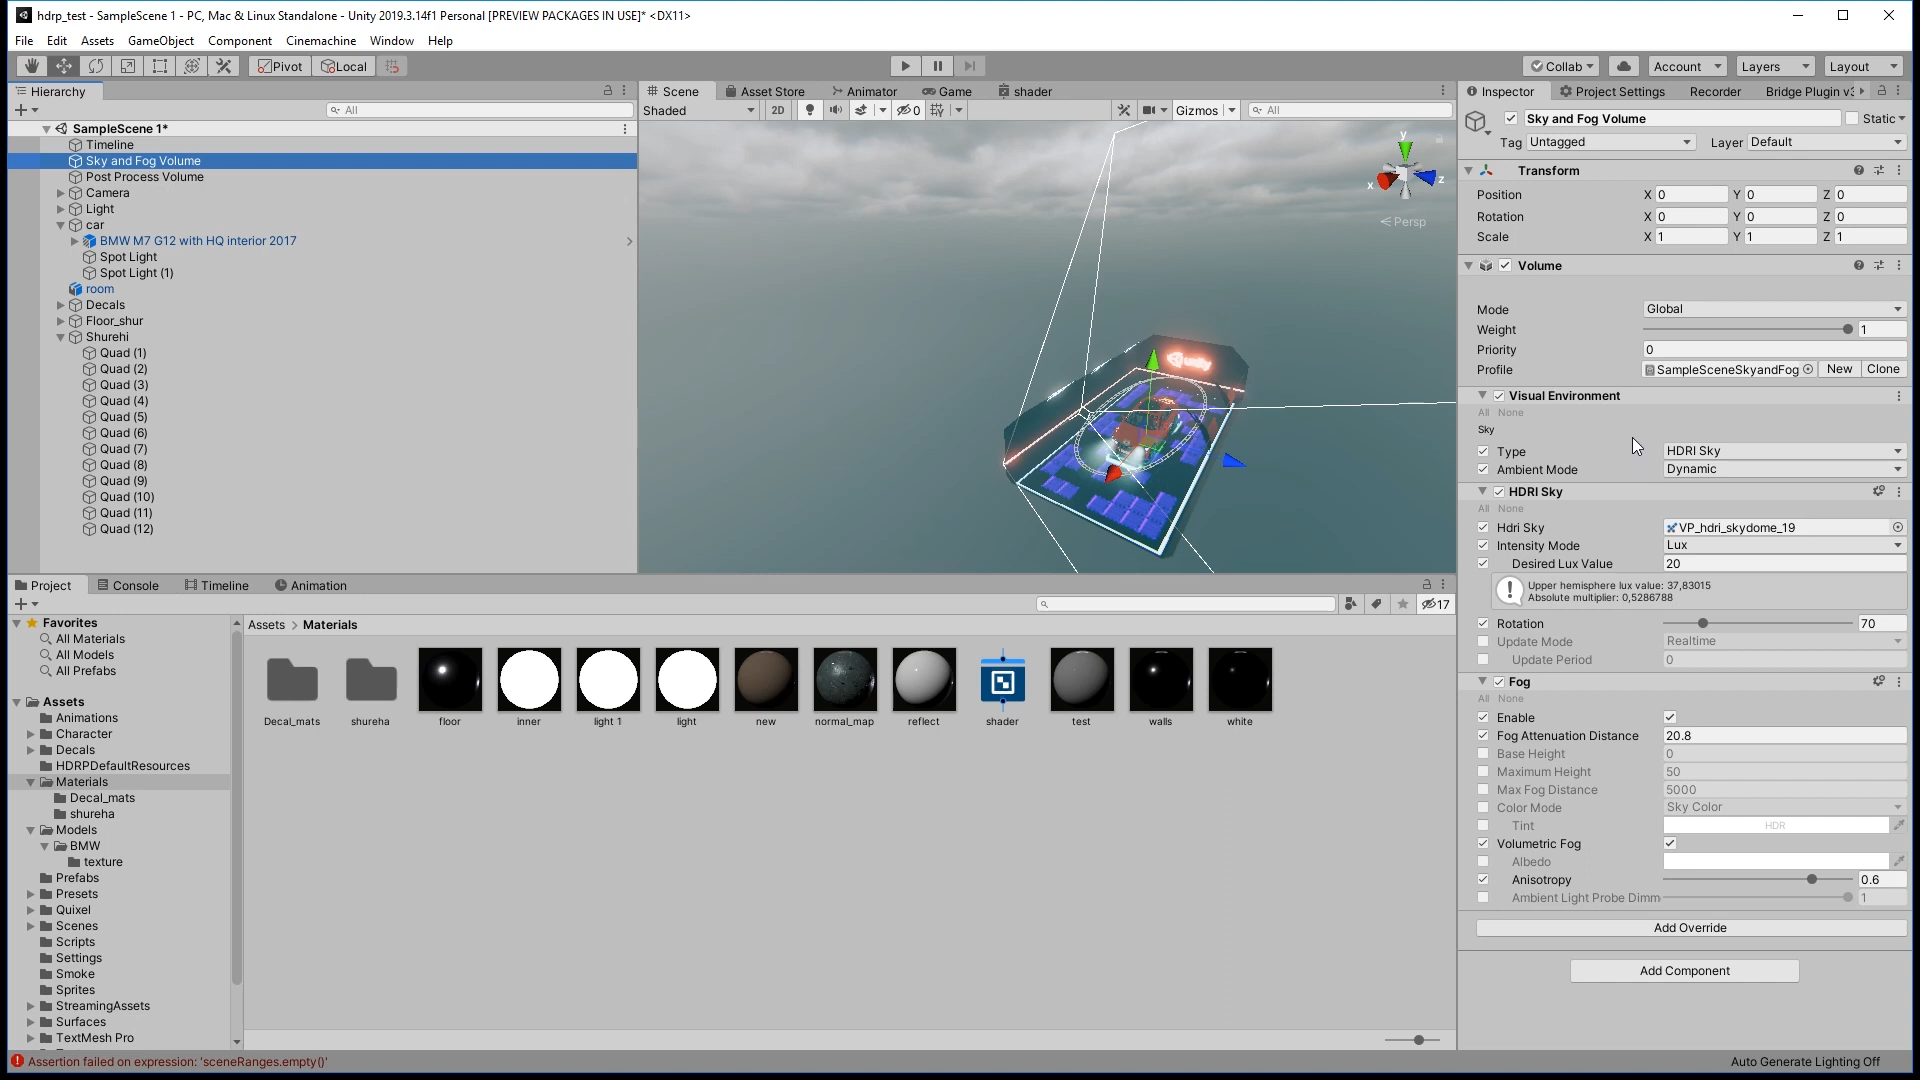 hdrp_test - SampleScene 1 - PC, Mac & Linux Standalone - Unity 2019.3.14f1 Personal [PREVIEW PACKAGES IN USE]* <DX11>
File Edit Assets GameObject Component Cinemachine Window Help
Pivot Local Collab Account Layers Layout
Hierarchy
All
SampleScene 1*
Timeline
Sky and Fog Volume
Post Process Volume
Camera
Light
car
BMW M7 G12 with HQ interior 2017
Spot Light
Spot Light (1)
room
Decals
Floor_shur
Shurehi
Quad (1)
Quad (2)
Quad (3)
Quad (4)
Quad (5)
Quad (6)
Quad (7)
Quad (8)
Quad (9)
Quad (10)
Quad (11)
Quad (12)
Scene Asset Store Animator Game shader
Shaded 2D 0 Gizmos All
y
x z
Persp
unity
Inspector Project Settings Recorder Bridge Plugin v3
Sky and Fog Volume Static
Tag Untagged Layer Default
Transform
Position X 0 Y 0 Z 0
Rotation X 0 Y 0 Z 0
Scale X 1 Y 1 Z 1
Volume
Mode Global
Weight 1
Priority 0
Profile SampleSceneSkyandFog New Clone
Visual Environment
All None
Sky
Type HDRI Sky
Ambient Mode Dynamic
HDRI Sky
All None
Hdri Sky VP_hdri_skydome_19
Intensity Mode Lux
Desired Lux Value 20
Upper hemisphere lux value: 37,83015
Absolute multiplier: 0,5286788
Rotation 70
Update Mode Realtime
Update Period 0
Fog
All None
Enable
Fog Attenuation Distance 20.8
Base Height 0
Maximum Height 50
Max Fog Distance 5000
Color Mode Sky Color
Tint HDR
Volumetric Fog
Albedo
Anisotropy 0.6
Ambient Light Probe Dimm 1
Add Override
Add Component
Project Console Timeline Animation
17
Favorites
All Materials
All Models
All Prefabs
Assets
Animations
Character
Decals
HDRPDefaultResources
Materials
Decal_mats
shureha
Models
BMW
texture
Prefabs
Presets
Quixel
Scenes
Scripts
Settings
Smoke
Sprites
StreamingAssets
Surfaces
TextMesh Pro
Assets > Materials
Decal_mats shureha floor inner light 1 light new normal_map reflect shader test walls white
Assertion failed on expression: 'sceneRanges.empty()'
Auto Generate Lighting Off